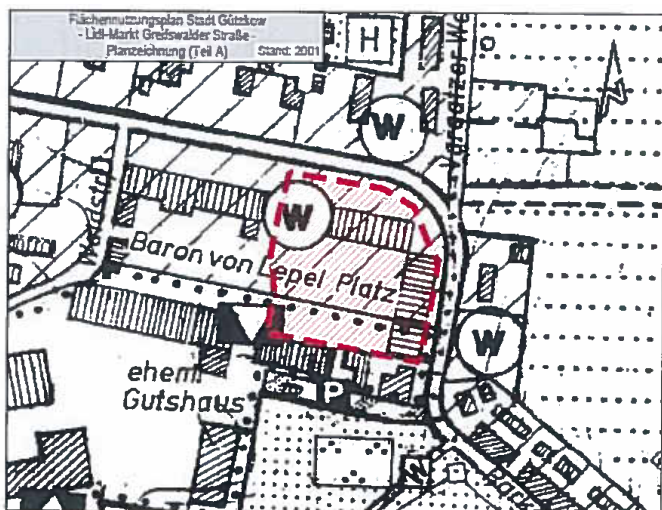 Flächennutzungsplan Stadt Gützkow
- Lidl-Markt Greifswalder Straße -
Planzeichnung (Teil A) Stand: 2001
H
W
W
Baron von Lepel Platz
W
ehem.
Gutshaus
P